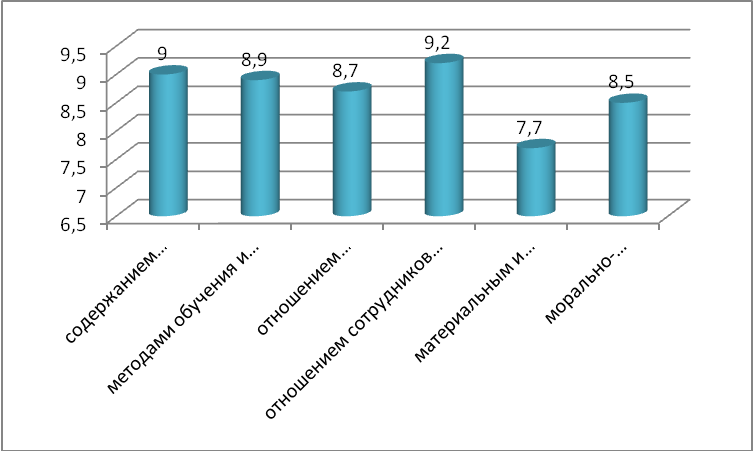 9,5
9
8,5
8
7,5
7
6,5
9
8,9
8,7
9,2
7,7
8,5
содержанием...
методами обучения и...
отношением...
отношением сотрудников...
материальным и...
морально-...